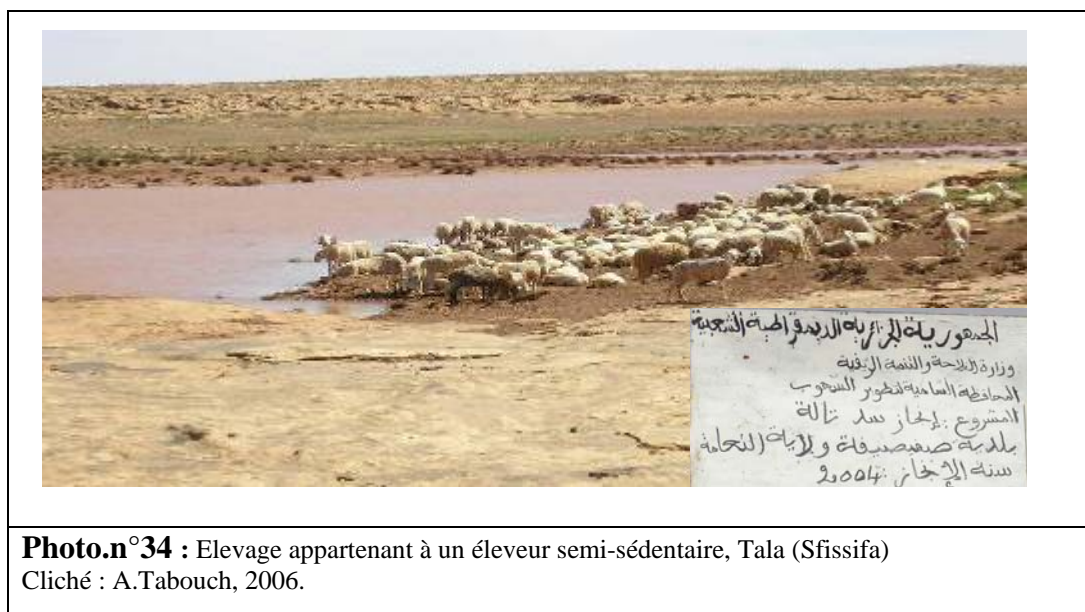 الجمهورية الجزائرية الديمقراطية الشعبية
وزارة الفلاحة والتنمية الريفية
المحافظة السامية لتطوير السهوب
المشروع : إنجاز سد تالة
بلدية صفيصيفة ولاية النعامة
سنة الإنجاز : 2004
Photo.n°34 : Elevage appartenant à un éleveur semi-sédentaire, Tala (Sfissifa)
Cliché : A.Tabouch, 2006.